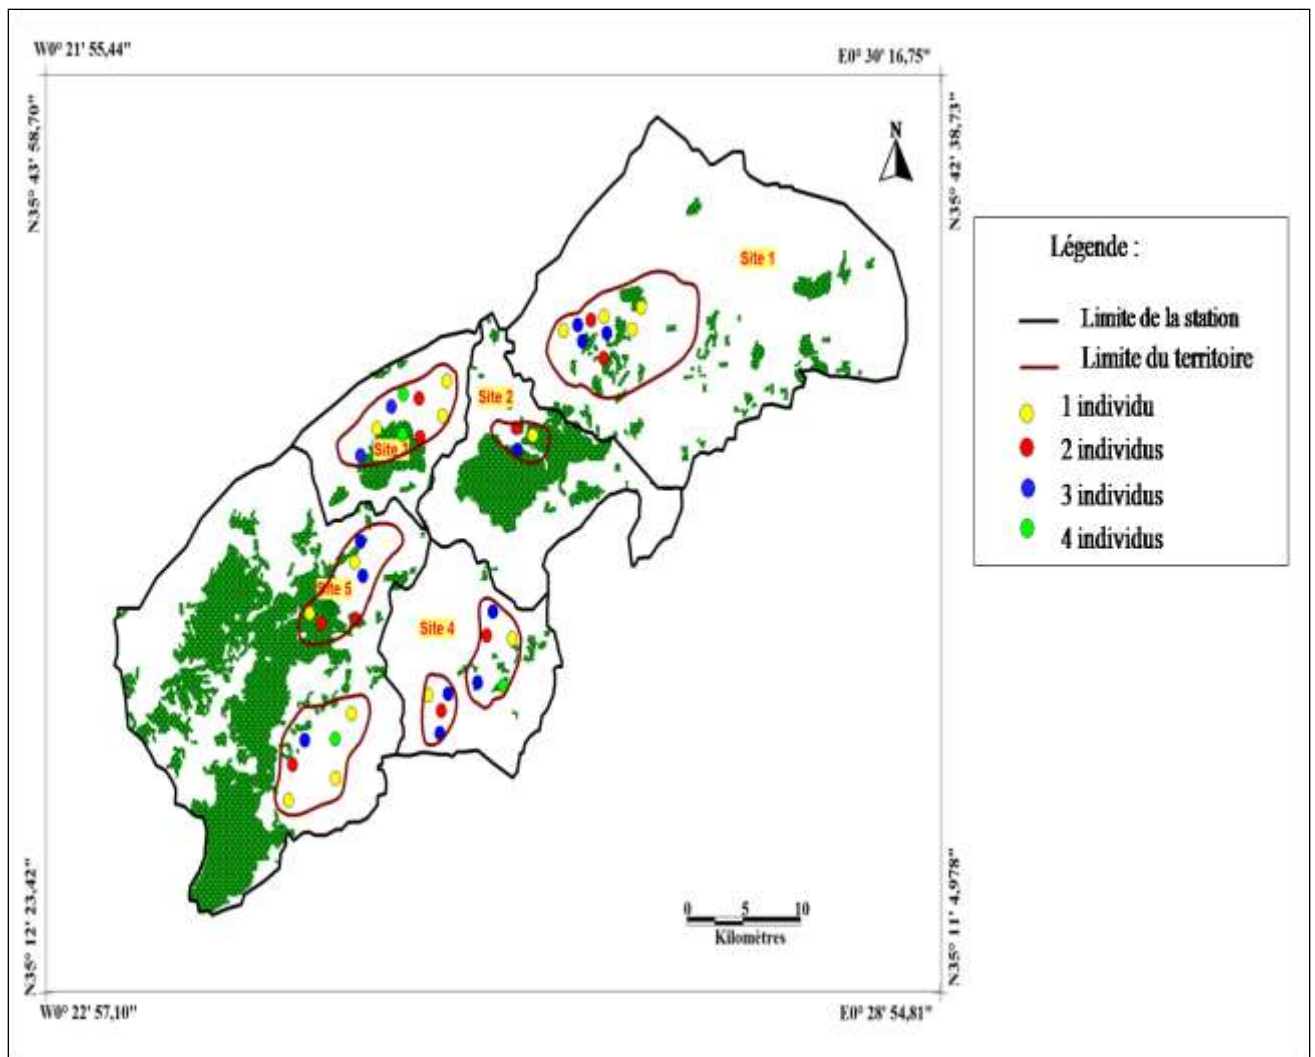 W0° 21' 55,44"
E0° 30' 16,75"
N35° 43' 58,70"
N35° 42' 38,73"
N
Site 1
Site 2
Site 3
Site 5
Site 4
Légende :
Limite de la station
Limite du territoire
1 individu
2 individus
3 individus
4 individus
0 5 10
Kilomètres
N35° 12' 23,42"
N35° 11' 4,978"
W0° 22' 57,10"
E0° 28' 54,81"